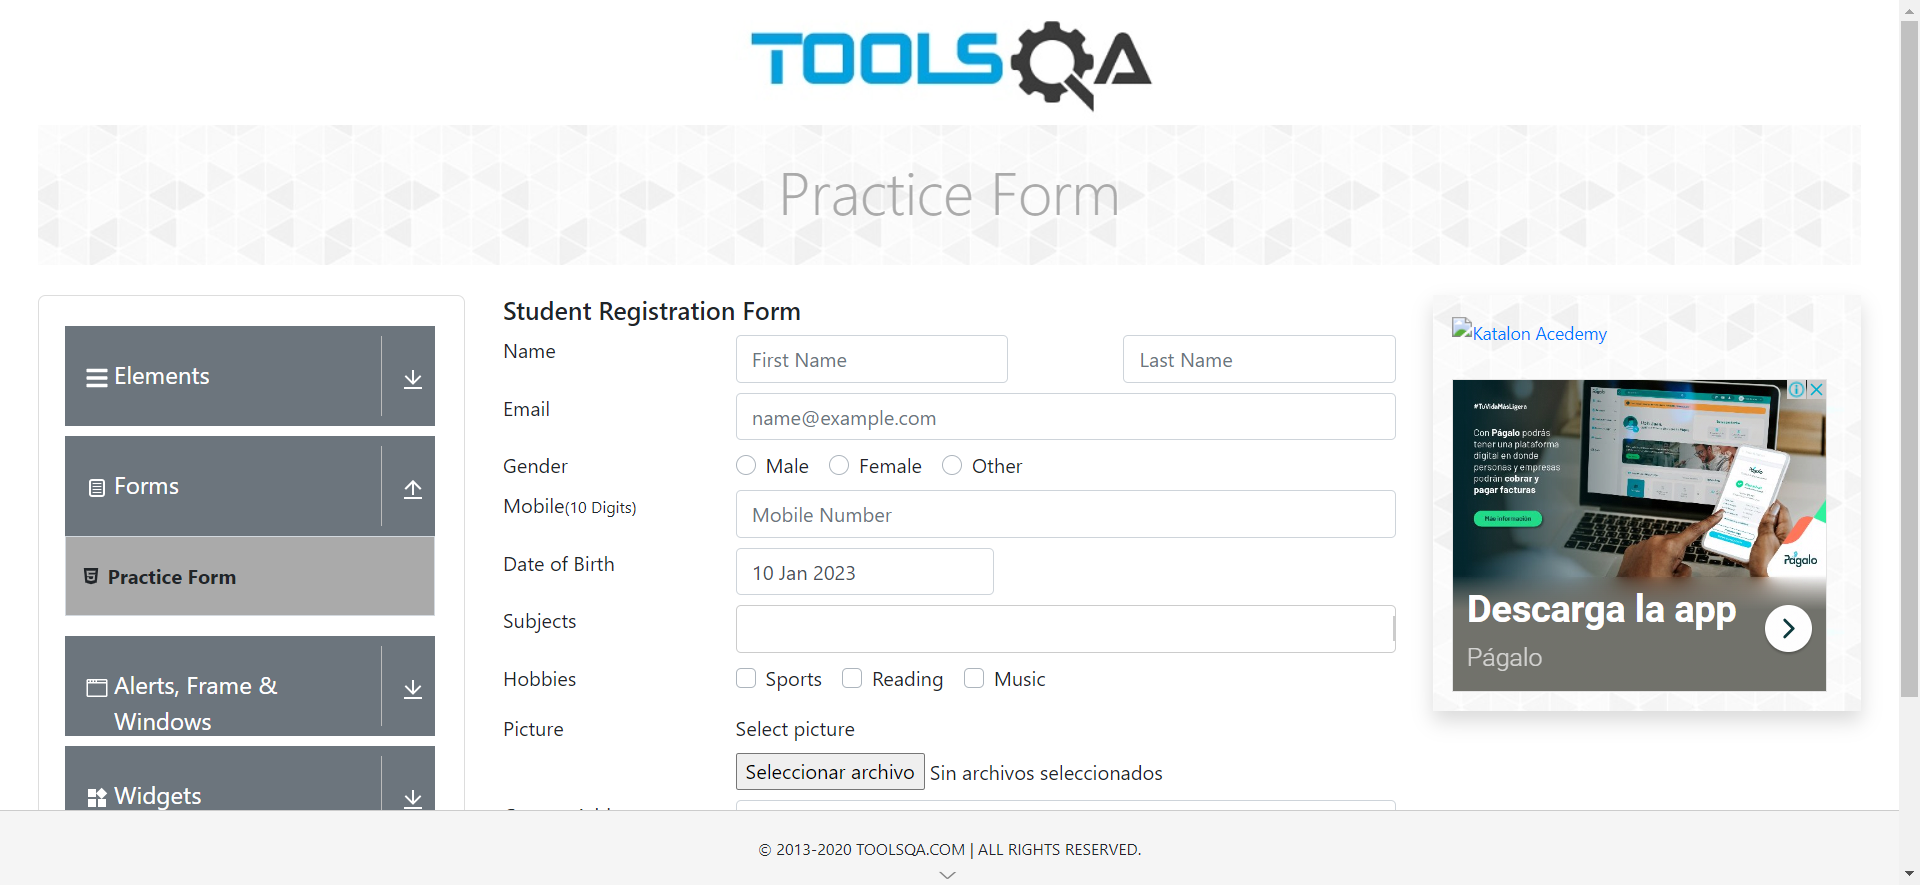 TOOLSQA
Practice Form
Elements
Forms
Practice Form
Alerts, Frame &
Windows
Widgets
Student Registration Form
Name
First Name
Last Name
Email
name@example.com
Gender
Male
Female
Other
Mobile(10 Digits)
Mobile Number
Date of Birth
10 Jan 2023
Subjects
Hobbies
Sports
Reading
Music
Picture
Select picture
Seleccionar archivo
Sin archivos seleccionados
Katalon Acedemy
#TuVidaMásLigera
Con Págalo podrás
tener una plataforma
digital en donde
personas y empresas
podrán cobrar y
pagar facturas
Más información
Págalo
Descarga la app
Págalo
© 2013-2020 TOOLSQA.COM | ALL RIGHTS RESERVED.